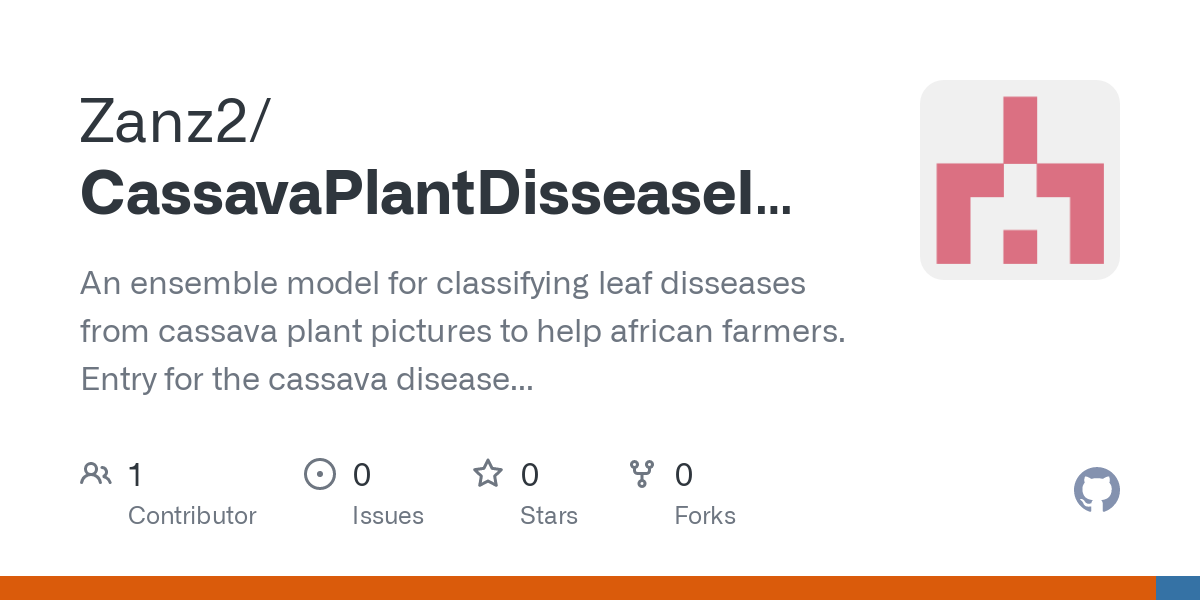 Zanz2/
CassavaPlantDisseaseI...
An ensemble model for classifying leaf disseases
from cassava plant pictures to help african farmers.
Entry for the cassava disease...
1
Contributor
0
Issues
0
Stars
0
Forks